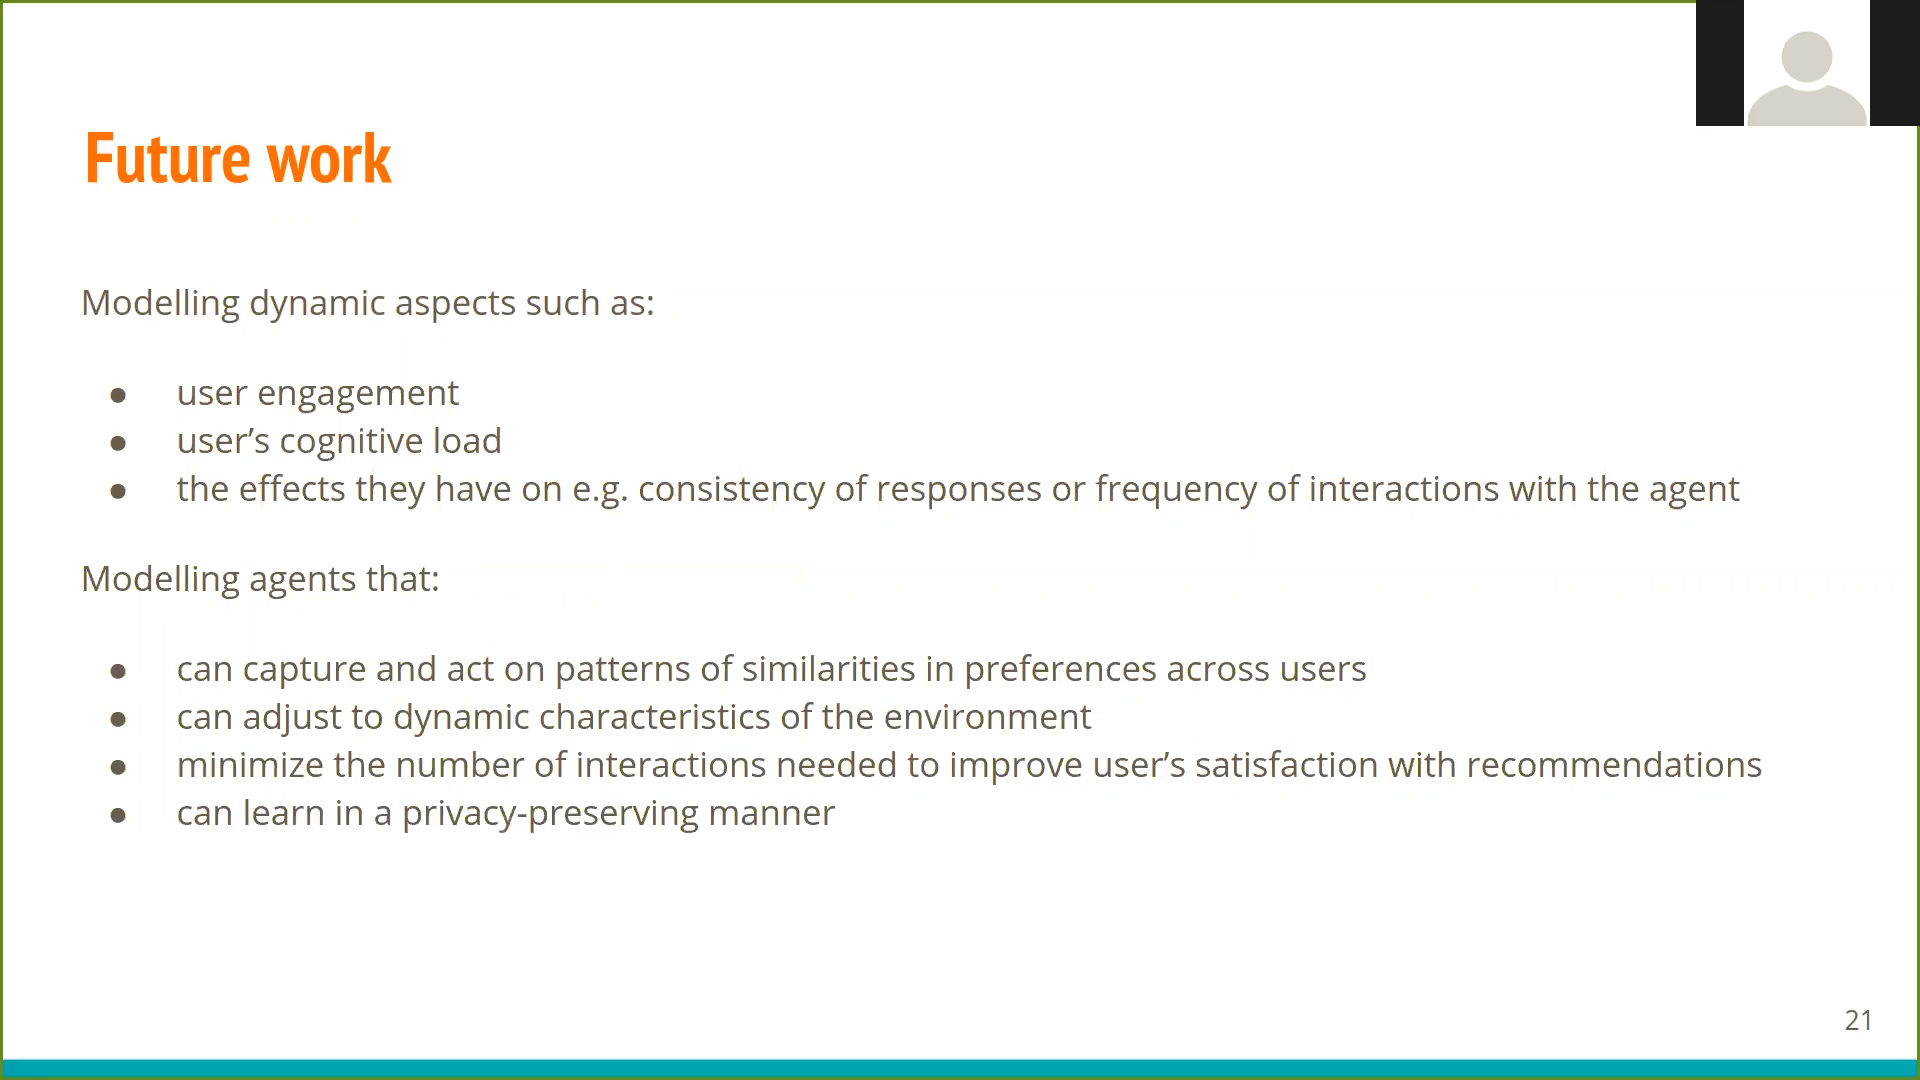 Future work
Modelling dynamic aspects such as:
● user engagement
● user’s cognitive load
● the effects they have on e.g. consistency of responses or frequency of interactions with the agent
Modelling agents that:
● can capture and act on patterns of similarities in preferences across users
● can adjust to dynamic characteristics of the environment
● minimize the number of interactions needed to improve user’s satisfaction with recommendations
● can learn in a privacy-preserving manner
21